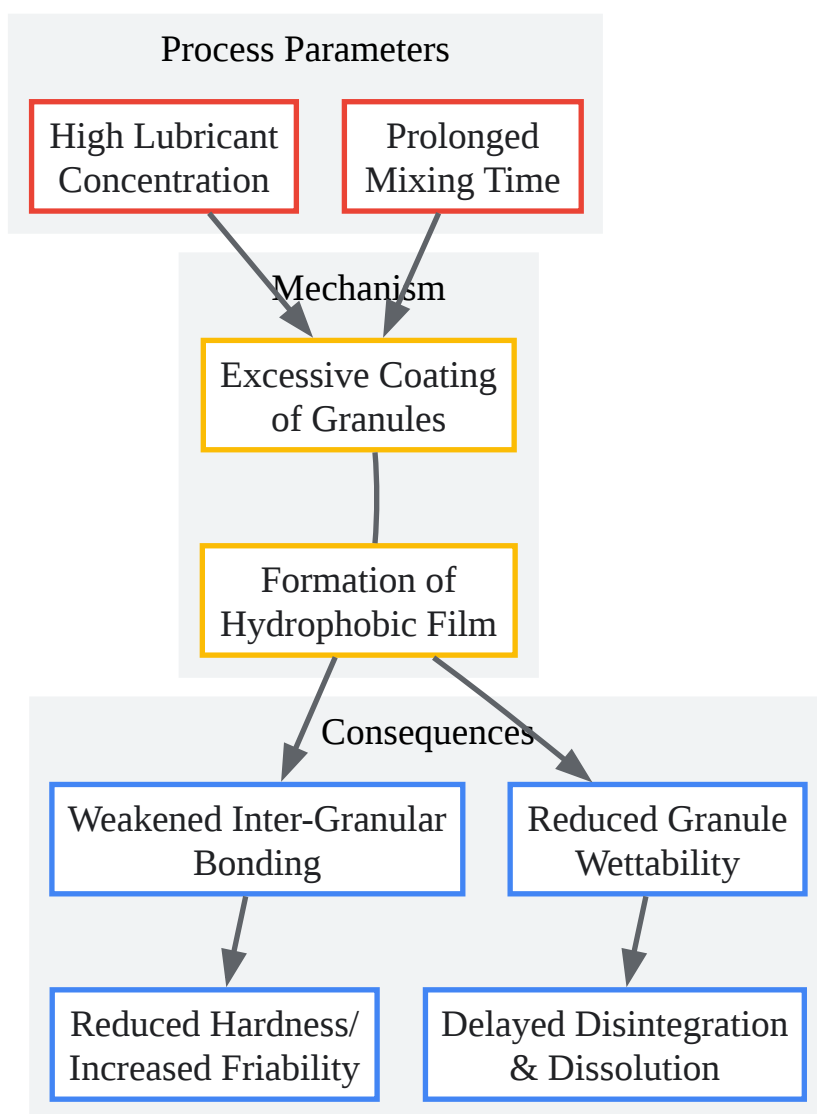 Process Parameters
High Lubricant
Concentration
Prolonged
Mixing Time
Mechanism
Excessive Coating
of Granules
Formation of
Hydrophobic Film
Consequences
Weakened Inter-Granular
Bonding
Reduced Granule
Wettability
Reduced Hardness/
Increased Friability
Delayed Disintegration
& Dissolution